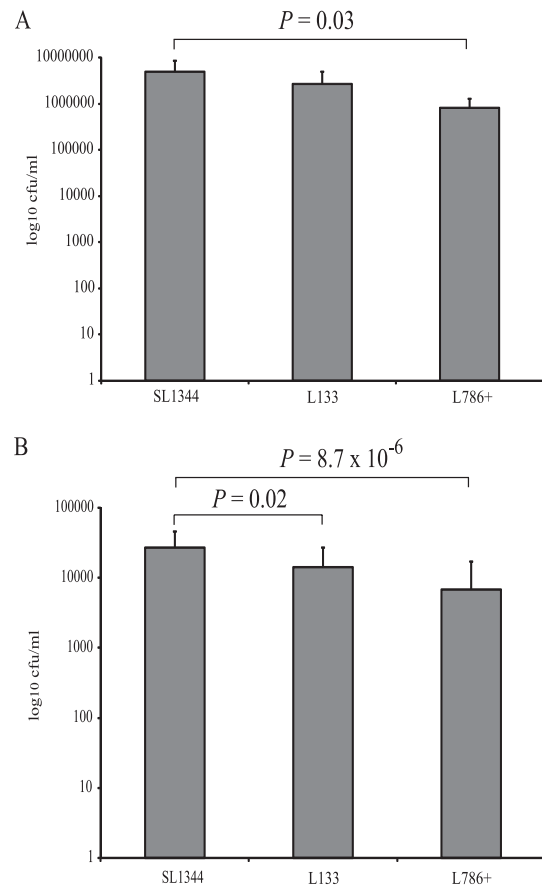 A
P = 0.03
10000000
1000000
100000
10000
1000
100
10
1
log10 cfu/ml
SL1344 L133 L786+
B
P = 8.7 x 10⁻⁶
P = 0.02
100000
10000
1000
100
10
1
log10 cfu/ml
SL1344 L133 L786+